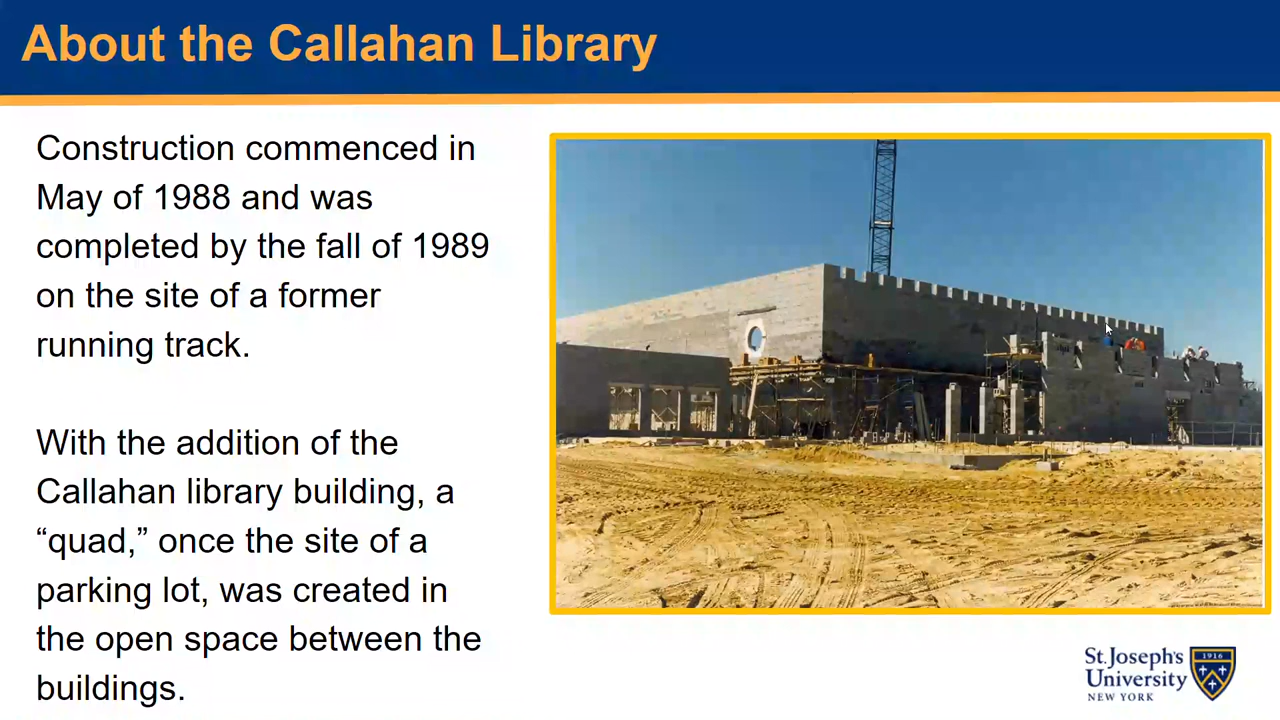 About the Callahan Library
Construction commenced in
May of 1988 and was
completed by the fall of 1989
on the site of a former
running track.
With the addition of the
Callahan library building, a
“quad,” once the site of a
parking lot, was created in
the open space between the
buildings.
St.Joseph's
University
NEW YORK
1916